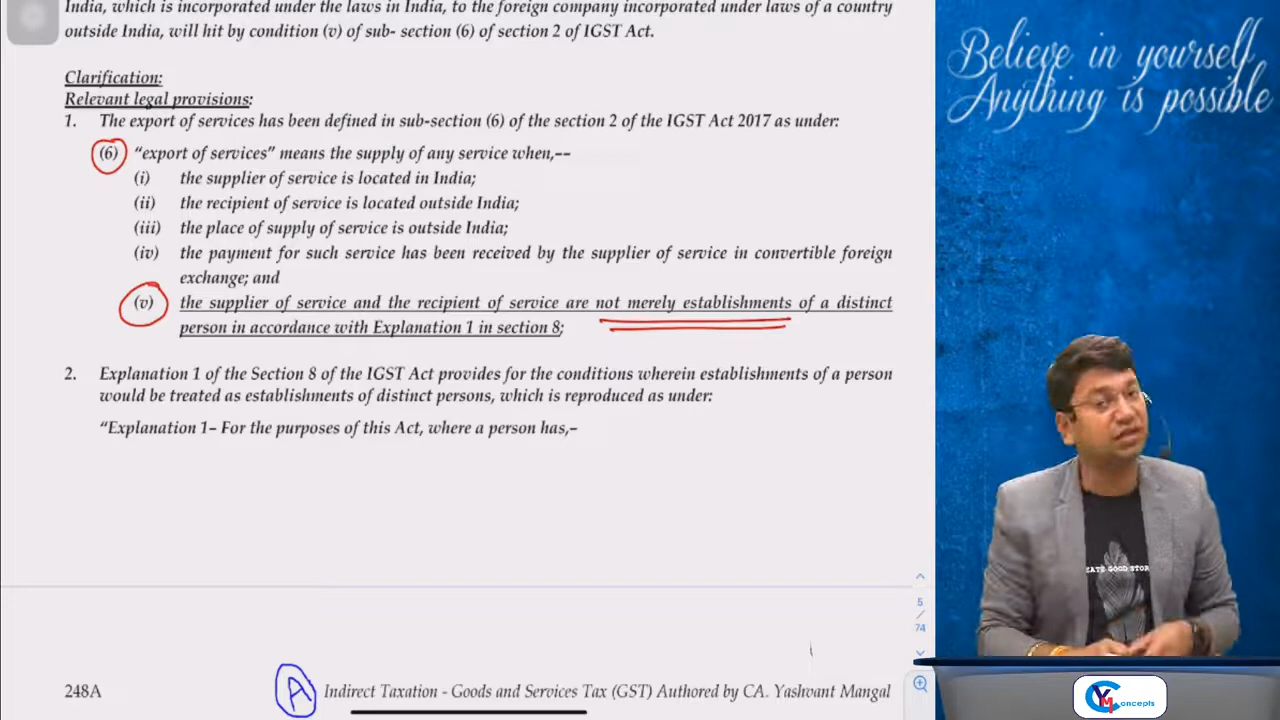 India, which is incorporated under the laws in India, to the foreign company incorporated under laws of a country
outside India, will hit by condition (v) of sub- section (6) of section 2 of IGST Act.
Clarification:
Relevant legal provisions:
1. The export of services has been defined in sub-section (6) of the section 2 of the IGST Act 2017 as under:
(6) “export of services” means the supply of any service when,--
(i) the supplier of service is located in India;
(ii) the recipient of service is located outside India;
(iii) the place of supply of service is outside India;
(iv) the payment for such service has been received by the supplier of service in convertible foreign
exchange; and
(v) the supplier of service and the recipient of service are not merely establishments of a distinct
person in accordance with Explanation 1 in section 8;
2. Explanation 1 of the Section 8 of the IGST Act provides for the conditions wherein establishments of a person
would be treated as establishments of distinct persons, which is reproduced as under:
“Explanation 1– For the purposes of this Act, where a person has,–
5
/
74
248A
A
Indirect Taxation - Goods and Services Tax (GST) Authored by CA. Yashvant Mangal
Believe in yourself
Anything is possible
EATE GOOD STOR
YM Concepts